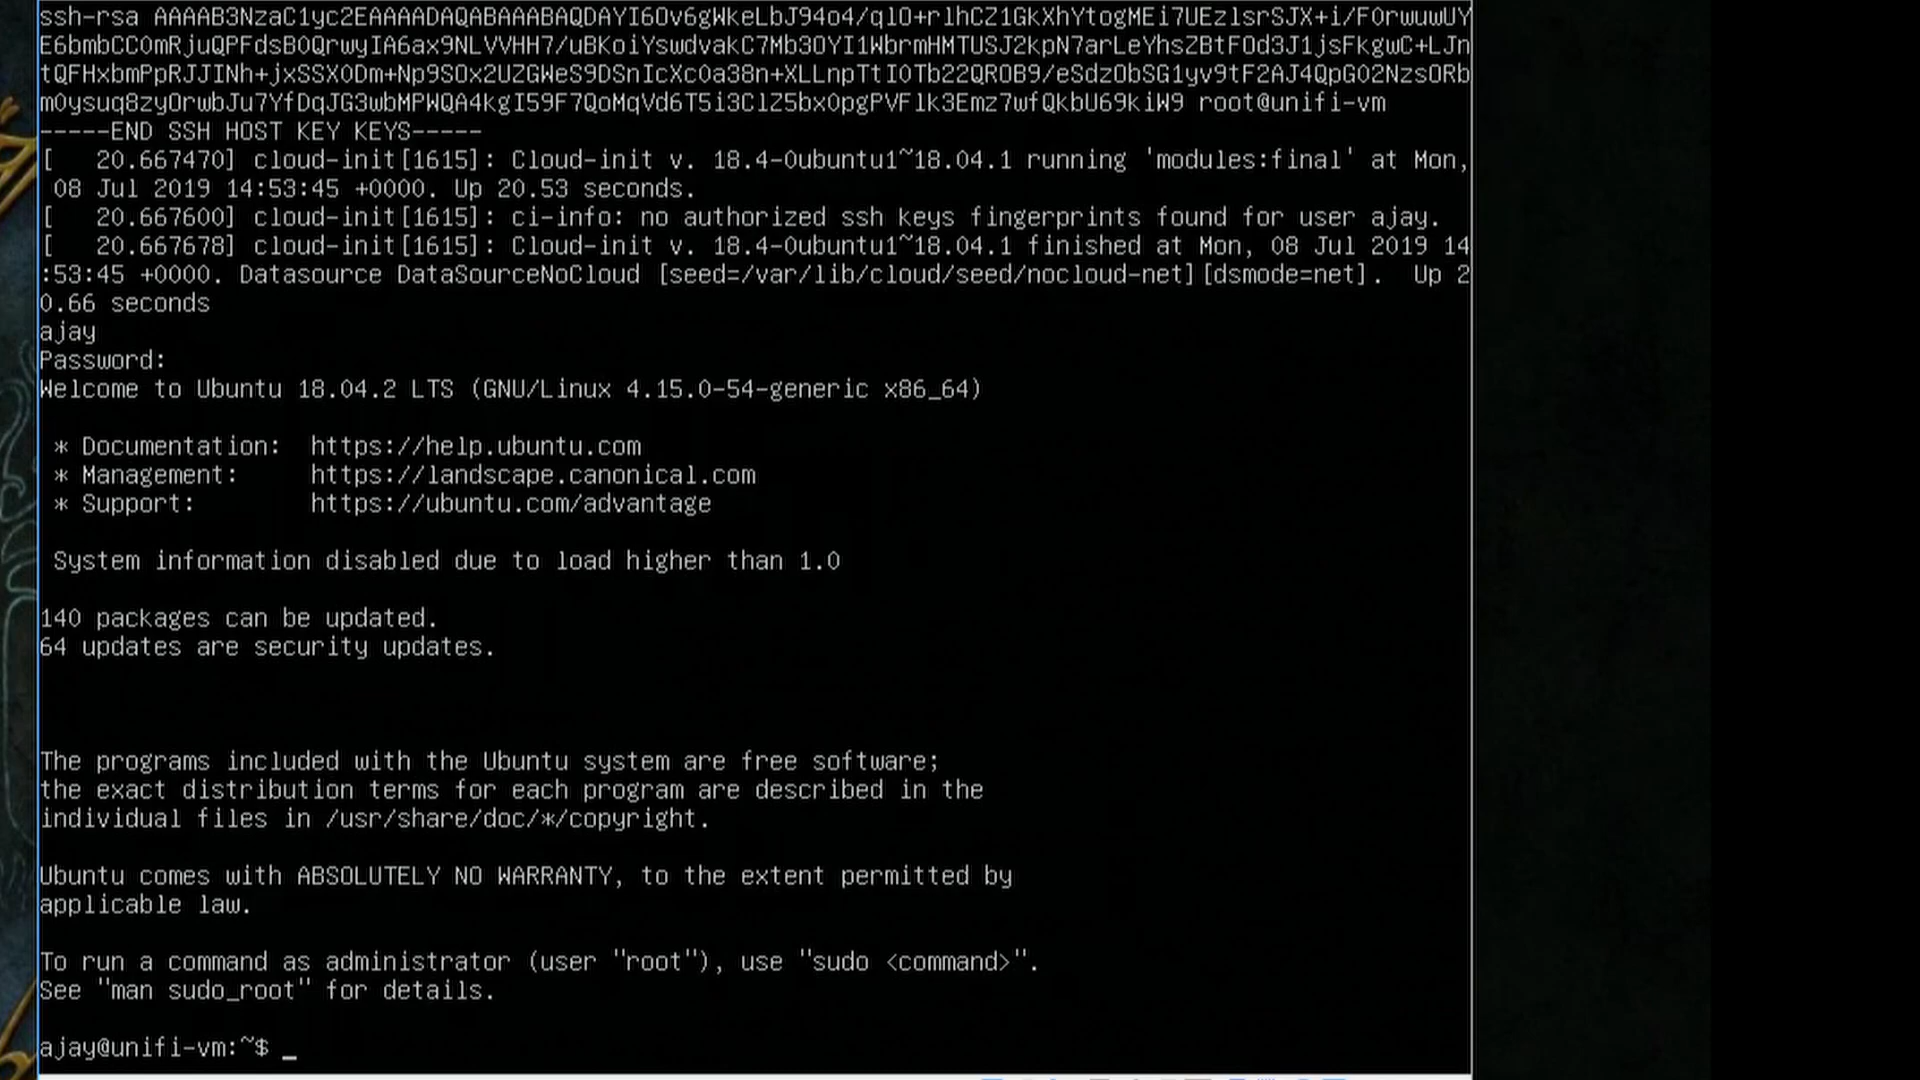 ssh-rsa AAAAB3NzaC1yc2EAAAADAQABAAABAQDAYI6Ov6gWkeLbJ94o4/qlO+rlhCZ1GkXhYtogMEi7UEzlsrSJX+i/F0rwuwUY
E6bmbCCOmRjuQPFdsB0QrwyIA6ax9NLVVHH7/uBKoiYswdvakC7Mb3OYI1WbrmHMTUSJ2kpN7arLeYhsZBtFOd3J1jsFkgwC+LJn
tQFHxbmPpRJJINh+jxSSX0Dm+Np9SOx2UZGWeS9DSnIcXc0a38n+XLLnpTtI0Tb22QROB9/eSdzObSG1yv9tF2AJ4QpGO2NzsORb
mOysuq8zyOrwbJu7YfDqJG3wbMPWQA4kgI59F7QoMqVd6T5i3ClZ5bxOpgPVFlk3Emz7wfQkbU69kiW9 root@unifi-vm
-----END SSH HOST KEY KEYS-----
[   20.667470] cloud-init[1615]: Cloud-init v. 18.4-0ubuntu1~18.04.1 running 'modules:final' at Mon,
 08 Jul 2019 14:53:45 +0000. Up 20.53 seconds.
[   20.667600] cloud-init[1615]: ci-info: no authorized ssh keys fingerprints found for user ajay.
[   20.667678] cloud-init[1615]: Cloud-init v. 18.4-0ubuntu1~18.04.1 finished at Mon, 08 Jul 2019 14
:53:45 +0000. Datasource DataSourceNoCloud [seed=/var/lib/cloud/seed/nocloud-net][dsmode=net].  Up 2
0.66 seconds
ajay
Password:
Welcome to Ubuntu 18.04.2 LTS (GNU/Linux 4.15.0-54-generic x86_64)
 * Documentation:  https://help.ubuntu.com
 * Management:     https://landscape.canonical.com
 * Support:        https://ubuntu.com/advantage
 System information disabled due to load higher than 1.0
140 packages can be updated.
64 updates are security updates.
The programs included with the Ubuntu system are free software;
the exact distribution terms for each program are described in the
individual files in /usr/share/doc/*/copyright.
Ubuntu comes with ABSOLUTELY NO WARRANTY, to the extent permitted by
applicable law.
To run a command as administrator (user "root"), use "sudo <command>".
See "man sudo_root" for details.
ajay@unifi-vm:~$ _